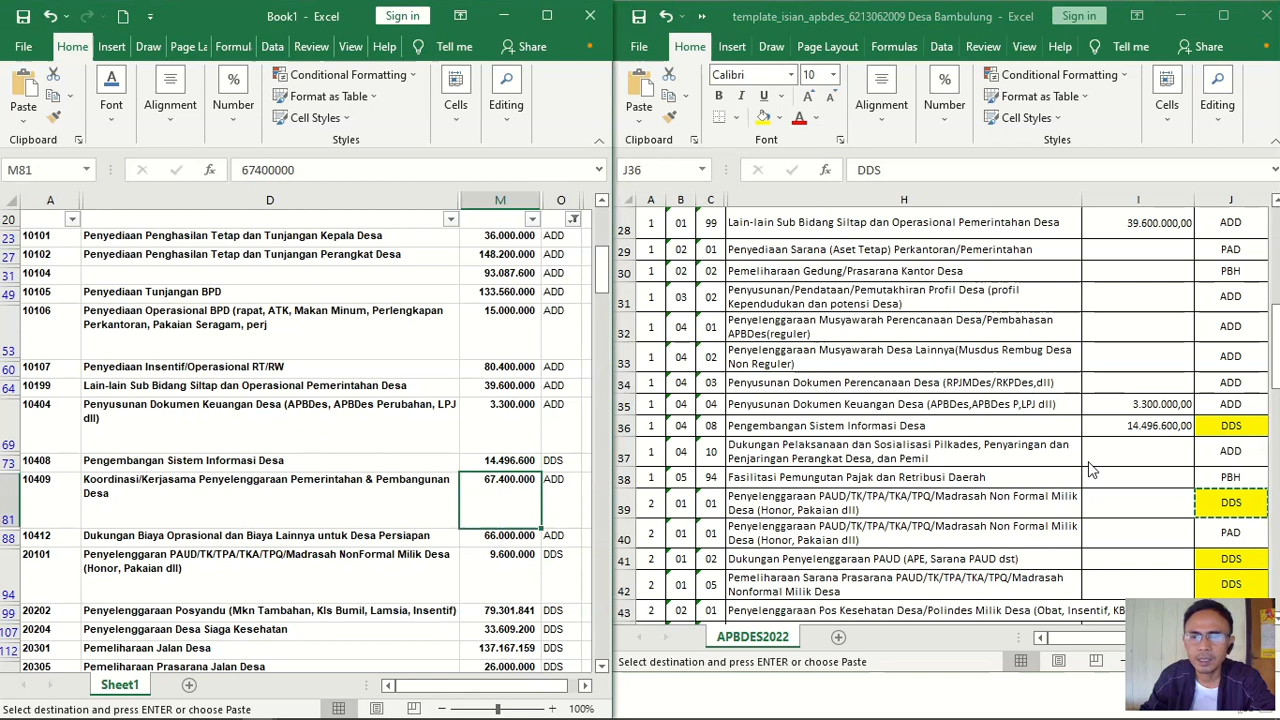 Book1 - Excel
Sign in
File Home Insert Draw Page La Formul Data Review View Help Tell me Share
Paste
Font
Alignment
Number
Conditional Formatting
Format as Table
Cell Styles
Cells
Editing
Clipboard
Styles
M81
67400000
A D M O
20
23 10101 Penyediaan Penghasilan Tetap dan Tunjangan Kepala Desa 36.000.000 ADD
27 10102 Penyediaan Penghasilan Tetap dan Tunjangan Perangkat Desa 148.200.000 ADD
31 10104 93.087.600 ADD
49 10105 Penyediaan Tunjangan BPD 133.560.000 ADD
10106 Penyediaan Operasional BPD (rapat, ATK, Makan Minum, Perlengkapan 15.000.000 ADD
Perkantoran, Pakaian Seragam, perj
53
60 10107 Penyediaan Insentif/Operasional RT/RW 80.400.000 ADD
64 10199 Lain-lain Sub Bidang Siltap dan Operasional Pemerintahan Desa 39.600.000 ADD
10404 Penyusunan Dokumen Keuangan Desa (APBDes, APBDes Perubahan, LPJ 3.300.000 ADD
dll)
69
73 10408 Pengembangan Sistem Informasi Desa 14.496.600 DDS
10409 Koordinasi/Kerjasama Penyelenggaraan Pemerintah & Pembangunan 67.400.000 ADD
Desa
81
88 10412 Dukungan Biaya Oprasional dan Biaya Lainnya untuk Desa Persiapan 66.000.000 ADD
20101 Penyelenggaran PAUD/TK/TPA/TKA/TPQ/Madrasah NonFormal Milik Desa 9.600.000 DDS
(Honor, Pakaian dll)
94
99 20202 Penyelenggaraan Posyandu (Mkn Tambahan, Kls Bumil, Lamsia, Insentif) 79.301.841 DDS
107 20204 Penyelenggaraan Desa Siaga Kesehatan 33.609.200 DDS
112 20301 Pemeliharaan Jalan Desa 137.167.159 DDS
20305 Pemeliharaan Prasarana Jalan Desa 26.000.000 DDS
Sheet1
Select destination and press ENTER or choose Paste
100%
template_isian_apbdes_6213062009 Desa Bambulung - Excel
Sign in
File Home Insert Draw Page Layout Formulas Data Review View Help Tell me Share
Paste
Calibri 10
B I U
A A
A
Alignment
Number
Conditional Formatting
Format as Table
Cell Styles
Cells
Editing
Clipboard
Font
Styles
J36
DDS
A B C H I J
28 1 01 99 Lain-lain Sub Bidang Siltap dan Operasional Pemerintahan Desa 39.600.000,00 ADD
29 1 02 01 Penyediaan Sarana (Aset Tetap) Perkantoran/Pemerintahan PAD
30 1 02 02 Pemeliharaan Gedung/Prasarana Kantor Desa PBH
31 1 03 02 Penyusunan/Pendataan/Pemutakhiran Profil Desa (profil ADD
Kependudukan dan potensi Desa)
32 1 04 01 Penyelenggaraan Musyawarah Perencanaan Desa/Pembahasan ADD
APBDes(reguler)
33 1 04 02 Penyelenggaraan Musyawarah Desa Lainnya(Musdus Rembug Desa ADD
Non Reguler)
34 1 04 03 Penyusunan Dokumen Perencanaan Desa (RPJMDes/RKPDes,dll) ADD
35 1 04 04 Penyusunan Dokumen Keuangan Desa (APBDes,APBDes P,LPJ dll) 3.300.000,00 ADD
36 1 04 08 Pengembangan Sistem Informasi Desa 14.496.600,00 DDS
37 1 04 10 Dukungan Pelaksanaan dan Sosialisasi Pilkades, Penyaringan dan ADD
Penjaringan Perangkat Desa, dan Pemil
38 1 05 94 Fasilitasi Pemungutan Pajak dan Retribusi Daerah PBH
39 2 01 01 Penyelenggaraan PAUD/TK/TPA/TKA/TPQ/Madrasah Non Formal Milik DDS
Desa (Honor, Pakaian dll)
40 2 01 01 Penyelenggaraan PAUD/TK/TPA/TKA/TPQ/Madrasah Non Formal Milik PAD
Desa (Honor, Pakaian dll)
41 2 01 02 Dukungan Penyelenggaraan PAUD (APE, Sarana PAUD dst) DDS
42 2 01 05 Pemeliharaan Sarana Prasarana PAUD/TK/TPA/TKA/TPQ/Madrasah DDS
Nonformal Milik Desa
43 2 02 01 Penyelenggaraan Pos Kesehatan Desa/Polindes Milik Desa (Obat, Insentif, KB
APBDES2022
Select destination and press ENTER or choose Paste